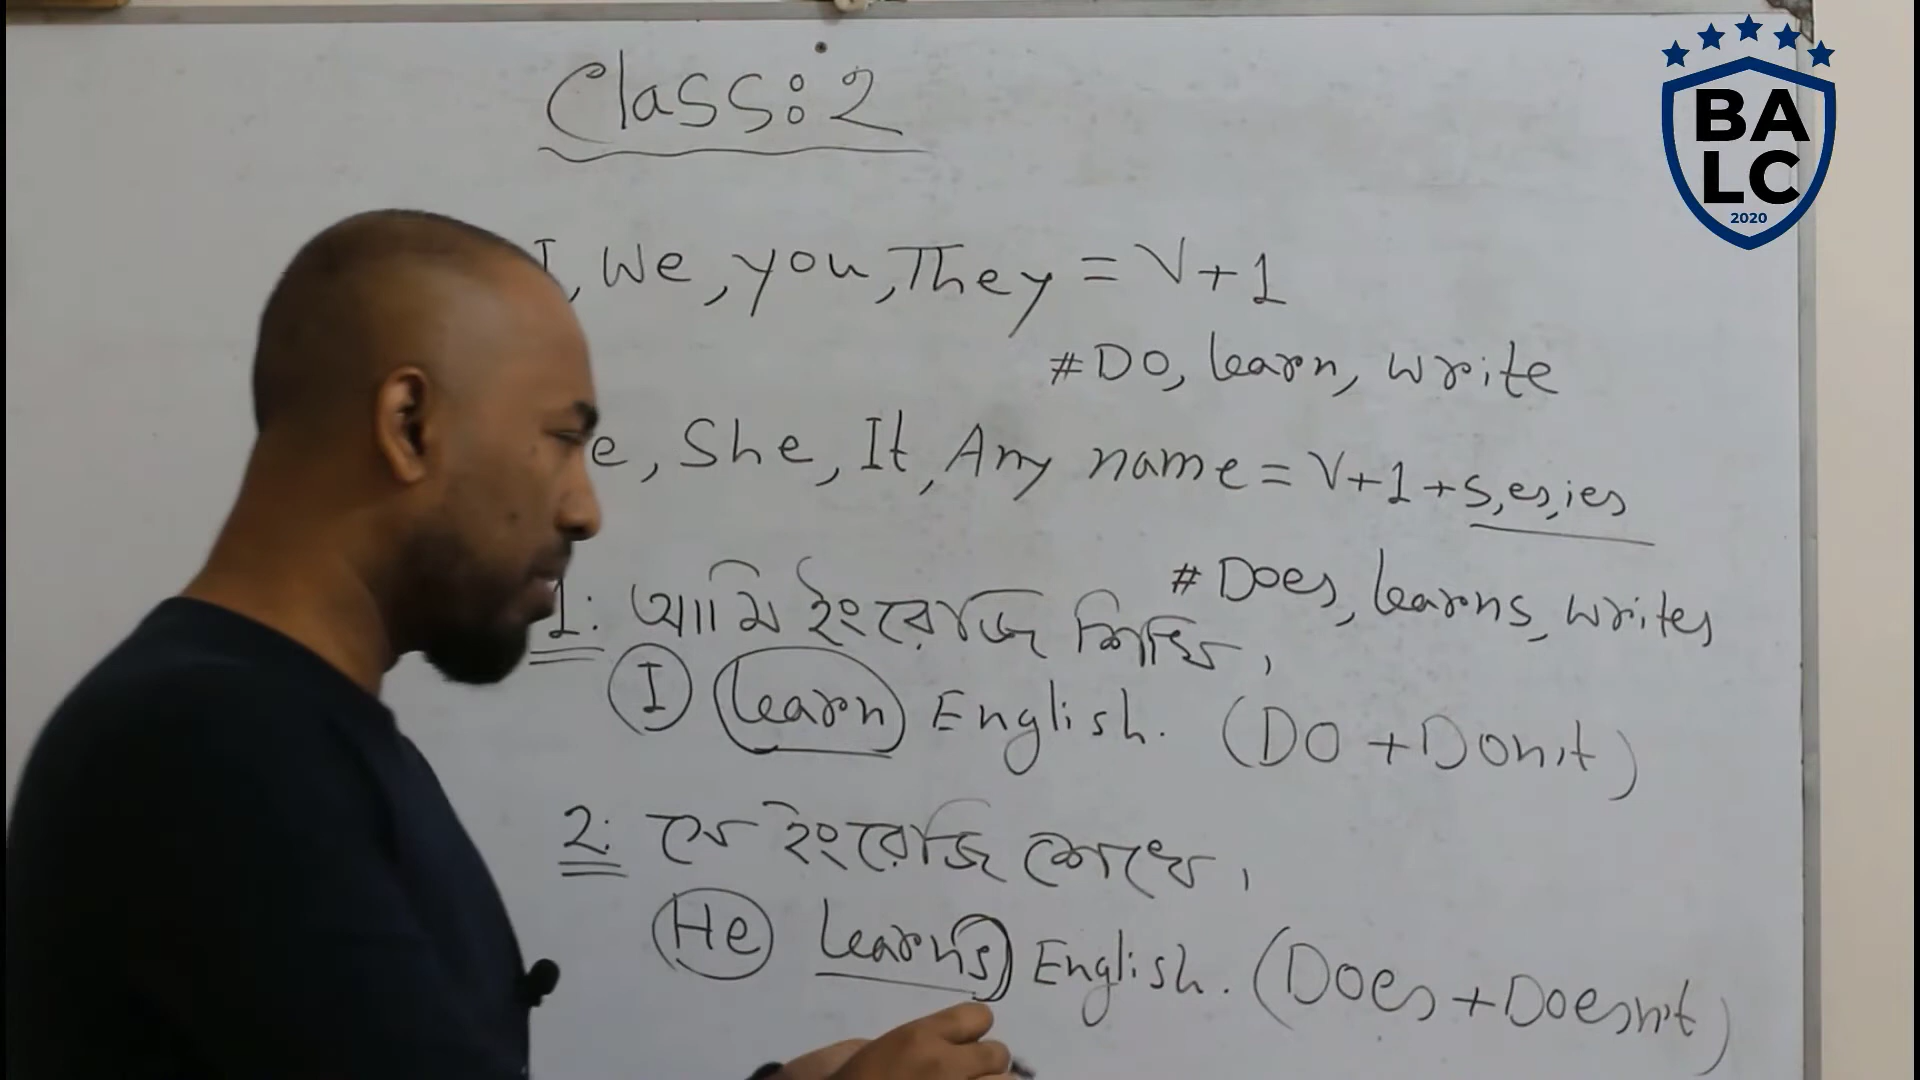 Class: 2
BA
LC
2020
I, We, you, They = V+1
#Do, learn, write
e, She, It, Any name = V+1+s,es,ies
#Does, learns, writes
1: আমি ইংরেজি শিখি।
I learn English. (Do + Don't)
2: সে ইংরেজি শেখে।
He learns English. (Does + Doesn't)